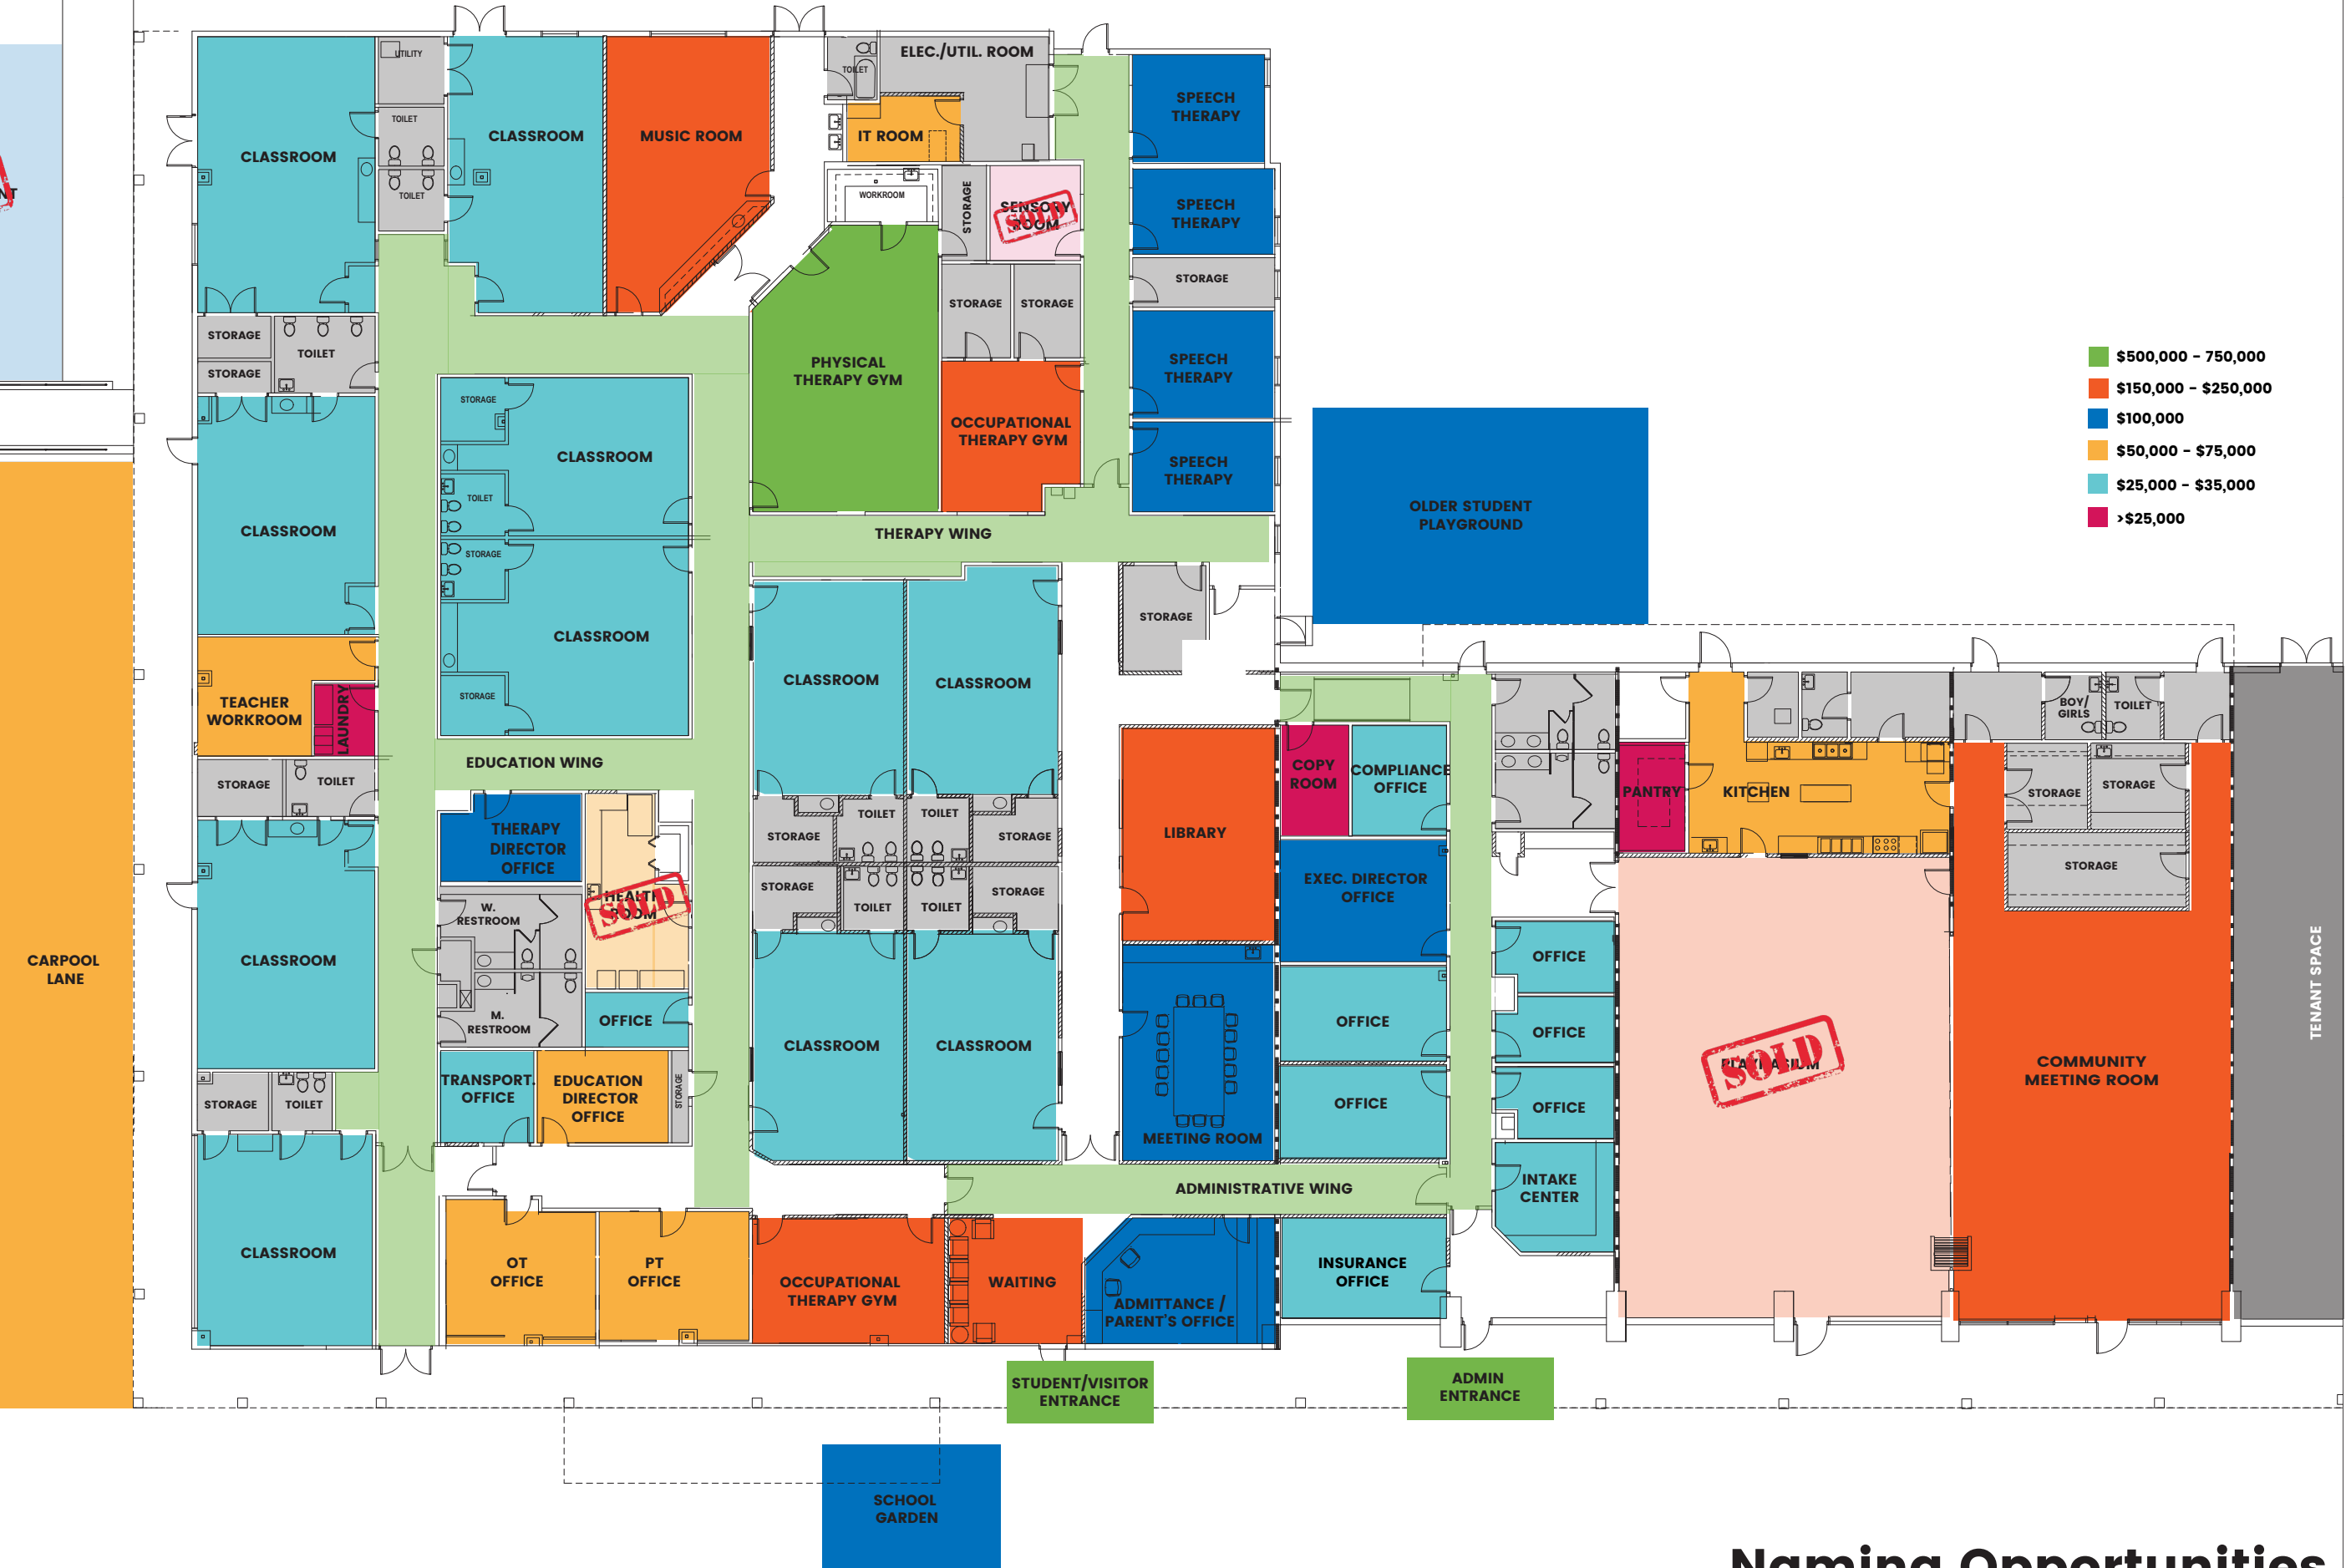 UTILITY
ELEC./UTIL. ROOM
TOILET
SPEECH
THERAPY
TOILET
CLASSROOM
MUSIC ROOM
IT ROOM
CLASSROOM
TOILET
WORKROOM
STORAGE
SENSORY
ROOM
SOLD
SPEECH
THERAPY
NT
STORAGE
STORAGE
STORAGE
STORAGE
TOILET
STORAGE
PHYSICAL
THERAPY GYM
SPEECH
THERAPY
$500,000 - 750,000
$150,000 - $250,000
$100,000
$50,000 - $75,000
$25,000 - $35,000
>$25,000
STORAGE
CLASSROOM
OCCUPATIONAL
THERAPY GYM
SPEECH
THERAPY
TOILET
CLASSROOM
OLDER STUDENT
PLAYGROUND
THERAPY WING
STORAGE
CLASSROOM
STORAGE
TEACHER
WORKROOM
LAUNDRY
STORAGE
CLASSROOM
CLASSROOM
BOY/
GIRLS
TOILET
EDUCATION WING
STORAGE
TOILET
COPY
ROOM
COMPLIANCE
OFFICE
PANTRY
KITCHEN
STORAGE
STORAGE
THERAPY
DIRECTOR
OFFICE
STORAGE
TOILET
TOILET
STORAGE
LIBRARY
STORAGE
HEALTH
ROOM
SOLD
STORAGE
TOILET
TOILET
STORAGE
EXEC. DIRECTOR
OFFICE
W.
RESTROOM
CARPOOL
LANE
CLASSROOM
OFFICE
TENANT SPACE
M.
RESTROOM
OFFICE
CLASSROOM
CLASSROOM
OFFICE
OFFICE
SOLD
COMMUNITY
MEETING ROOM
STORAGE
TOILET
TRANSPORT.
OFFICE
EDUCATION
DIRECTOR
OFFICE
STORAGE
MEETING ROOM
OFFICE
OFFICE
ADMINISTRATIVE WING
INTAKE
CENTER
CLASSROOM
OT
OFFICE
PT
OFFICE
OCCUPATIONAL
THERAPY GYM
WAITING
ADMITTANCE /
PARENT'S OFFICE
INSURANCE
OFFICE
STUDENT/VISITOR
ENTRANCE
ADMIN
ENTRANCE
SCHOOL
GARDEN
Naming Opportunities